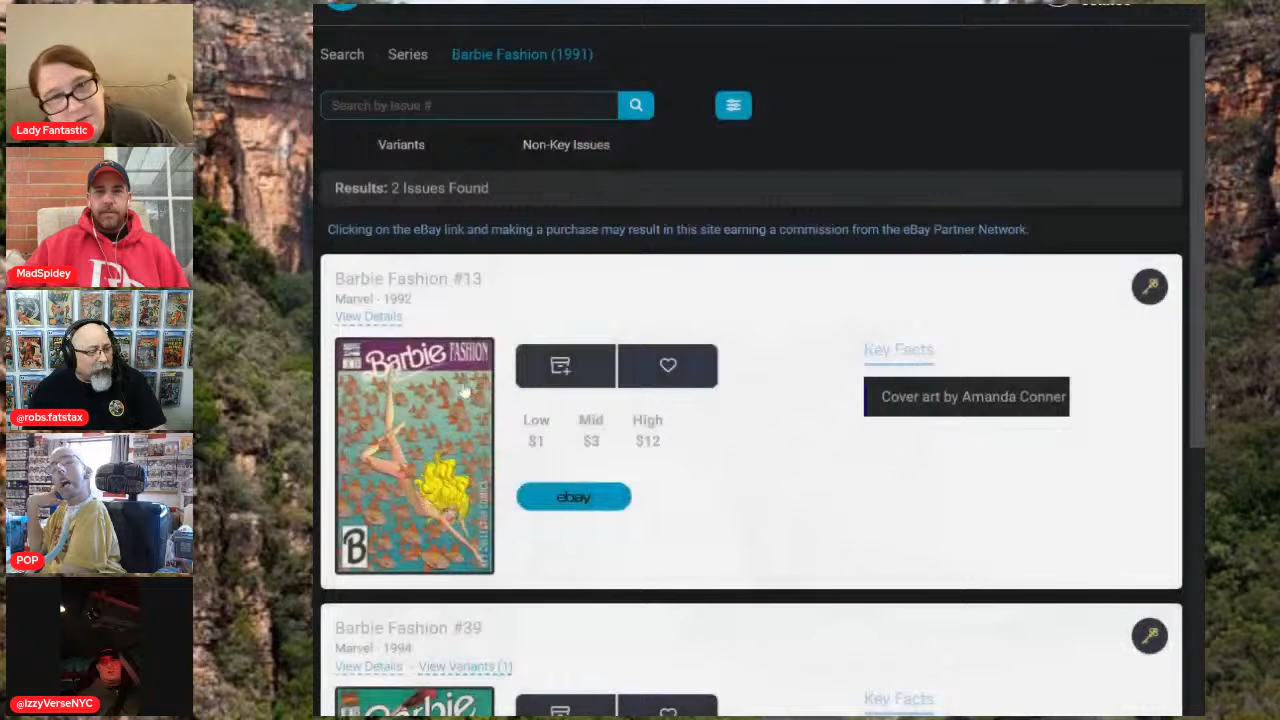 Lady Fantastic
MadSpidey
@robs.fatstax
POP
@IzzyVerseNYC
Search
Series
Barbie Fashion (1991)
Search by Issue #
Variants
Non-Key Issues
Results: 2 Issues Found
Clicking on the eBay link and making a purchase may result in this site earning a commission from the eBay Partner Network.
Barbie Fashion #13
Marvel - 1992
View Details
Barbie FASHION
B
Low
Mid
High
$1
$3
$12
ebay
Key Facts
Cover art by Amanda Conner
Barbie Fashion #39
Marvel - 1994
View Details - View Variants (1)
Barbie
Key Facts